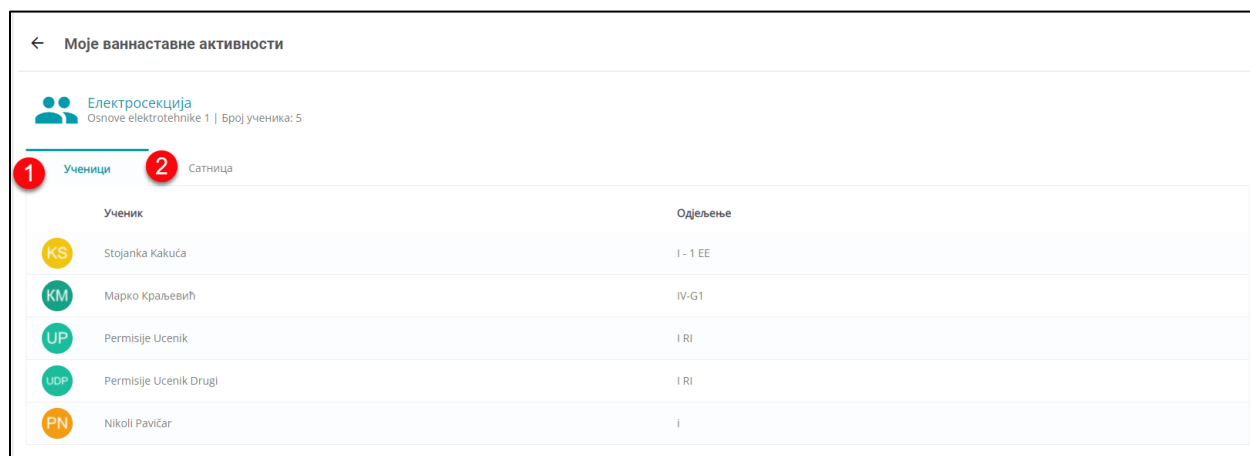 Моје ваннаставне активности
Електросекција
Osnove elektrotehnike 1 | Број ученика: 5
1 Ученици 2 Сатница
Ученик Одјељење
KS Stojanka Kakuća I - 1 EE
KM Марко Краљевић IV-G1
UP Permisije Ucenik I RI
UDP Permisije Ucenik Drugi I RI
PN Nikoli Pavičar i